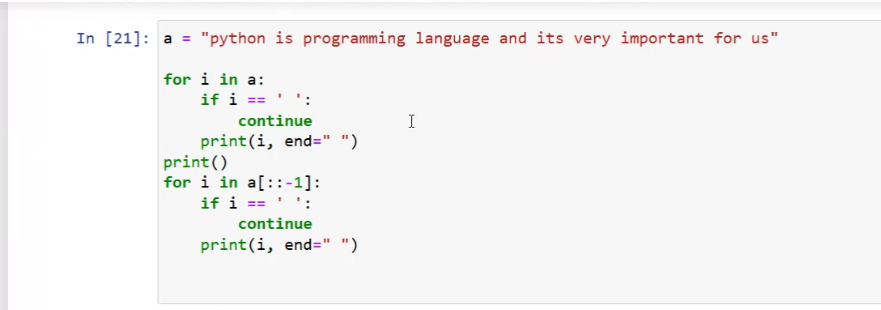 In [21]: a = "python is programming language and its very important for us"
for i in a:
    if i == ' ':
        continue
    print(i, end=" ")
print()
for i in a[::-1]:
    if i == ' ':
        continue
    print(i, end=" ")